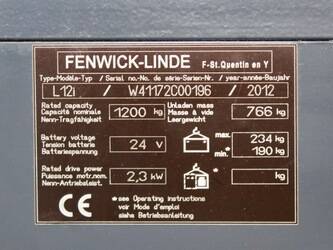 FENWICK-LINDE F-St.Quentin en Y
Type-Modèle-Typ / Serial no.-No. de série-Serien-Nr. / year-année-Baujahr
L12i / W41172C00196 / 2012
Rated capacity
Capacité nominale
Nenn-Tragfähigkeit
1200 kg
Unladen mass
Masse à vide
Leergewicht
766 kg
Battery voltage
Tension batterie
Batteriespannung
24 v
max. 234 kg
min. 190 kg
Rated drive power
Puissance mot.nom.
Nenn-Antriebsleist.
2,3 kW
* kg
CE
*see Operating instructions
voir Mode d'emploi
siehe Betriebsanleitung